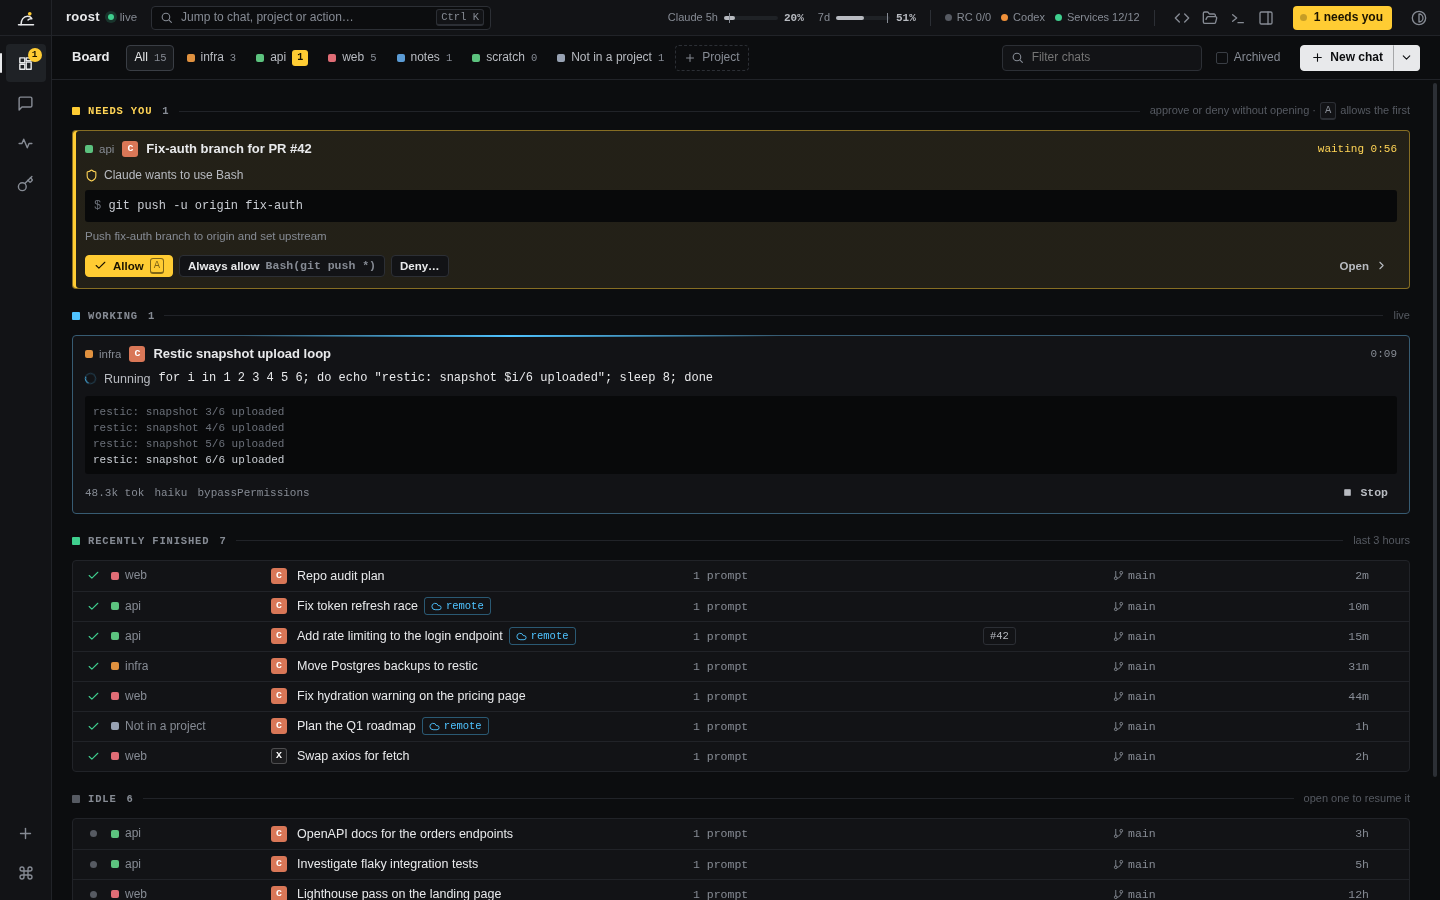 roost live Jump to chat, project or action… Ctrl K Claude 5h 20% 7d 51% RC 0/0 Codex Services 12/12 1 needs you
1
Board All 15 infra 3 api 1 web 5 notes 1 scratch 0 Not in a project 1 + Project Filter chats Archived + New chat
NEEDS YOU 1 approve or deny without opening · A allows the first
api C Fix-auth branch for PR #42 waiting 0:56
Claude wants to use Bash
$ git push -u origin fix-auth
Push fix-auth branch to origin and set upstream
Allow A Always allow Bash(git push *) Deny… Open
WORKING 1 live
infra C Restic snapshot upload loop 0:09
Running for i in 1 2 3 4 5 6; do echo "restic: snapshot $i/6 uploaded"; sleep 8; done
restic: snapshot 3/6 uploaded
restic: snapshot 4/6 uploaded
restic: snapshot 5/6 uploaded
restic: snapshot 6/6 uploaded
48.3k tok haiku bypassPermissions Stop
RECENTLY FINISHED 7 last 3 hours
web C Repo audit plan 1 prompt main 2m
api C Fix token refresh race remote 1 prompt main 10m
api C Add rate limiting to the login endpoint remote 1 prompt #42 main 15m
infra C Move Postgres backups to restic 1 prompt main 31m
web C Fix hydration warning on the pricing page 1 prompt main 44m
Not in a project C Plan the Q1 roadmap remote 1 prompt main 1h
web X Swap axios for fetch 1 prompt main 2h
IDLE 6 open one to resume it
api C OpenAPI docs for the orders endpoints 1 prompt main 3h
api C Investigate flaky integration tests 1 prompt main 5h
web C Lighthouse pass on the landing page 1 prompt main 12h